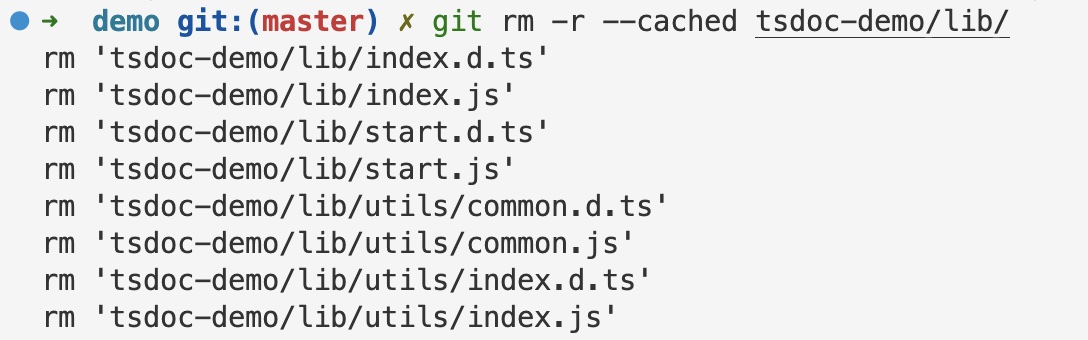 ➜ demo git:(master) ✗ git rm -r --cached tsdoc-demo/lib/
rm 'tsdoc-demo/lib/index.d.ts'
rm 'tsdoc-demo/lib/index.js'
rm 'tsdoc-demo/lib/start.d.ts'
rm 'tsdoc-demo/lib/start.js'
rm 'tsdoc-demo/lib/utils/common.d.ts'
rm 'tsdoc-demo/lib/utils/common.js'
rm 'tsdoc-demo/lib/utils/index.d.ts'
rm 'tsdoc-demo/lib/utils/index.js'